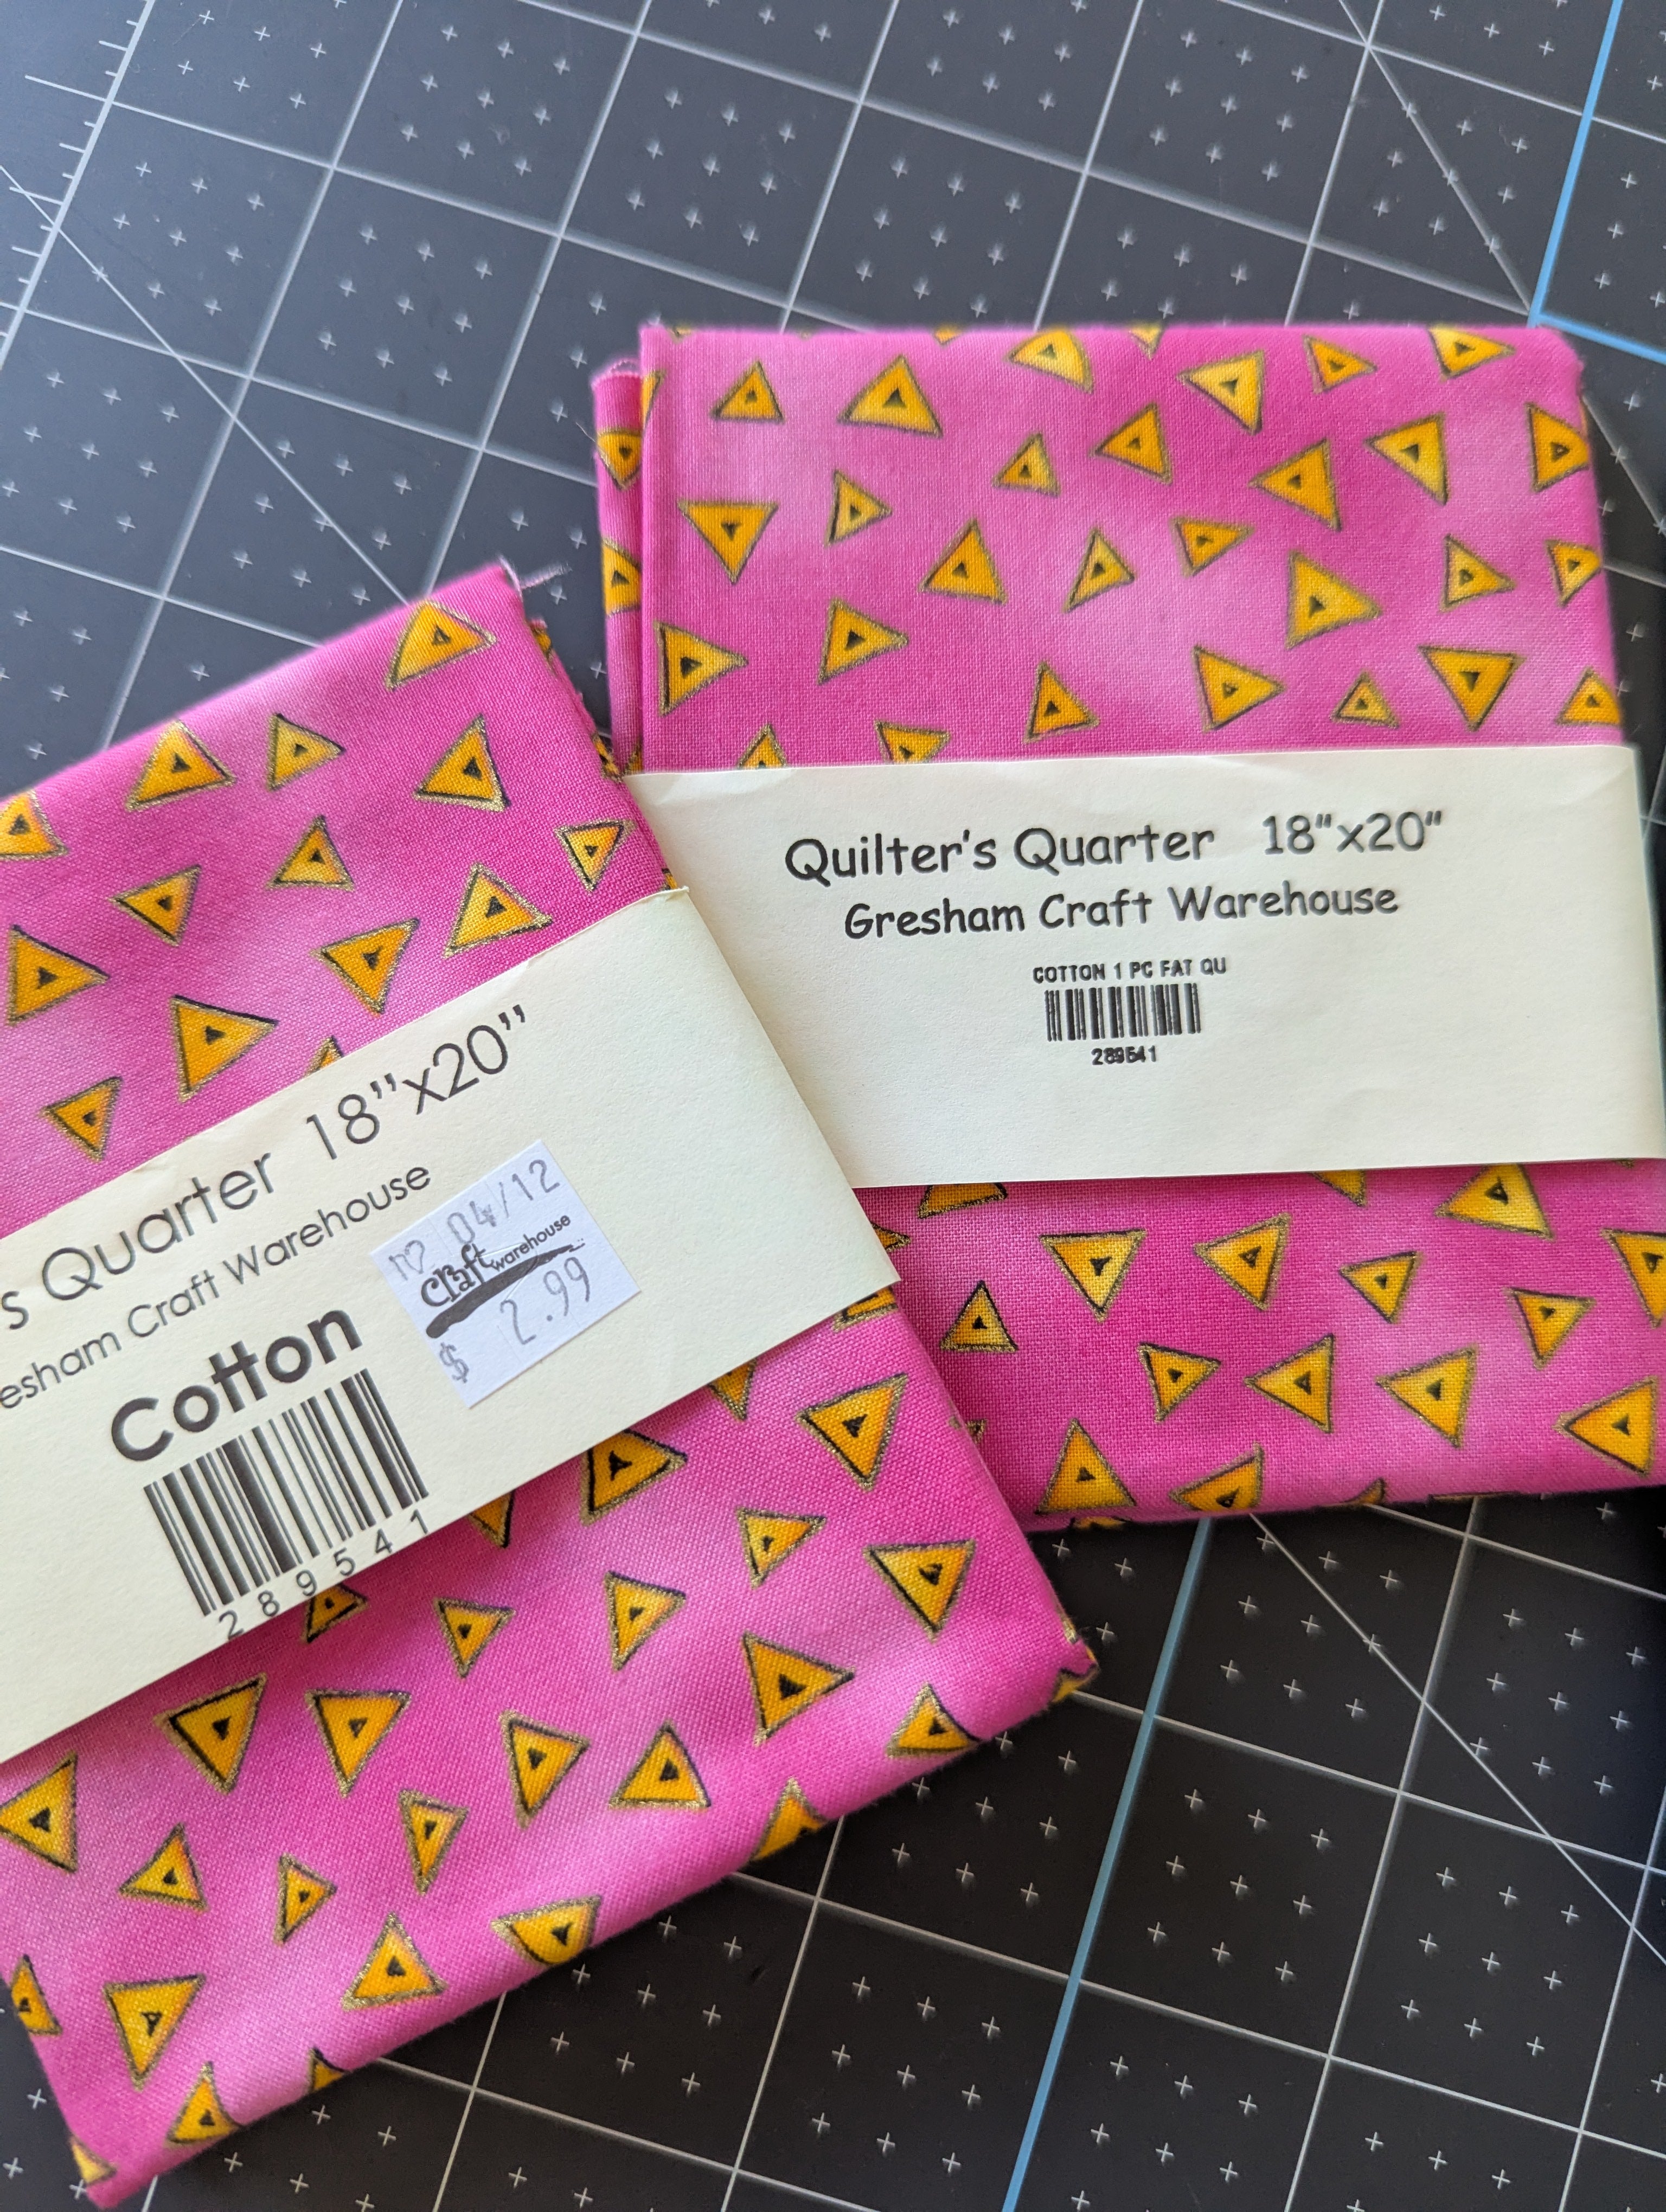 Quilter's Quarter 18"x20"
Gresham Craft Warehouse
COTTON 1 PC FAT QU
289541
s Quarter 18"x20"
esham Craft Warehouse
Cotton
289541
04/12
craft warehouse
$ 2.99